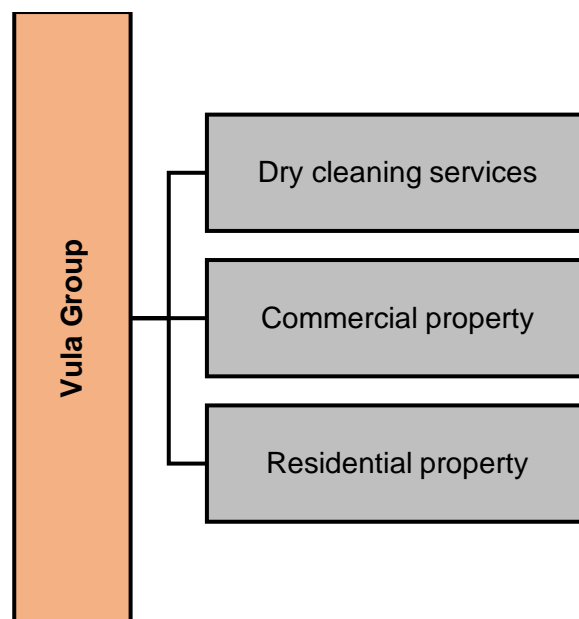 Vula Group
Dry cleaning services
Commercial property
Residential property